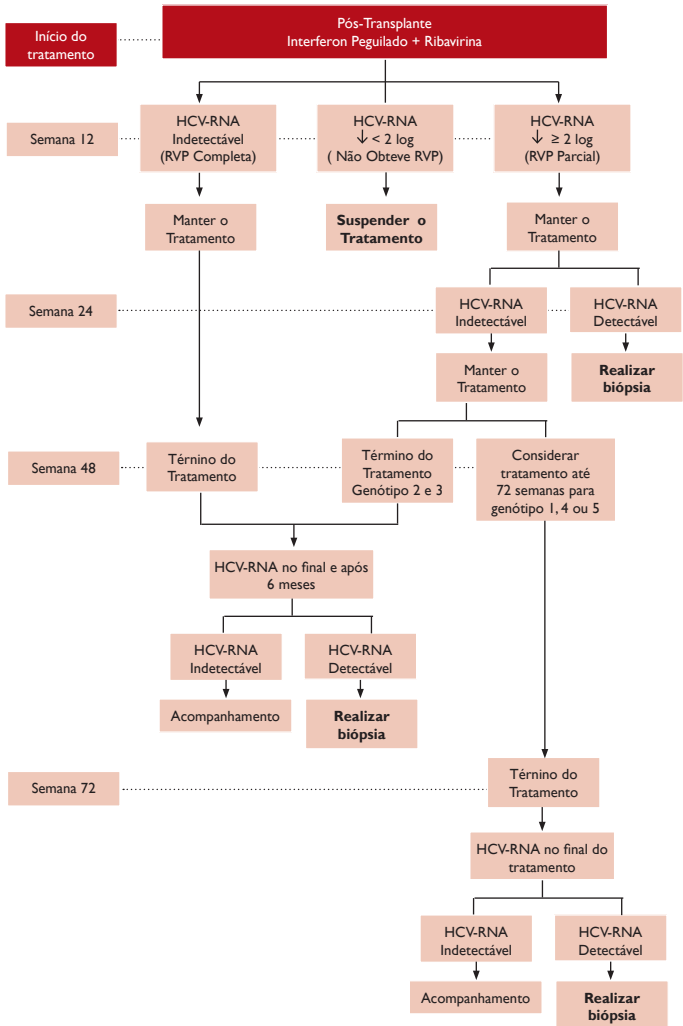 Início do
tratamento
Pós-Transplante
Interferon Peguilado + Ribavirina
Semana 12
HCV-RNA
Indetectável
(RVP Completa)
HCV-RNA
↓ < 2 log
( Não Obteve RVP)
HCV-RNA
↓ ≥ 2 log
(RVP Parcial)
Manter o
Tratamento
Suspender o
Tratamento
Manter o
Tratamento
Semana 24
HCV-RNA
Indetectável
HCV-RNA
Detectável
Manter o
Tratamento
Realizar
biópsia
Semana 48
Térnino do
Tratamento
Térnino do
Tratamento
Genótipo 2 e 3
Considerar
tratamento até
72 semanas para
genótipo 1, 4 ou 5
HCV-RNA no final e após
6 meses
HCV-RNA
Indetectável
HCV-RNA
Detectável
Acompanhamento
Realizar
biópsia
Semana 72
Térnino do
Tratamento
HCV-RNA no final do
tratamento
HCV-RNA
Indetectável
HCV-RNA
Detectável
Acompanhamento
Realizar
biópsia